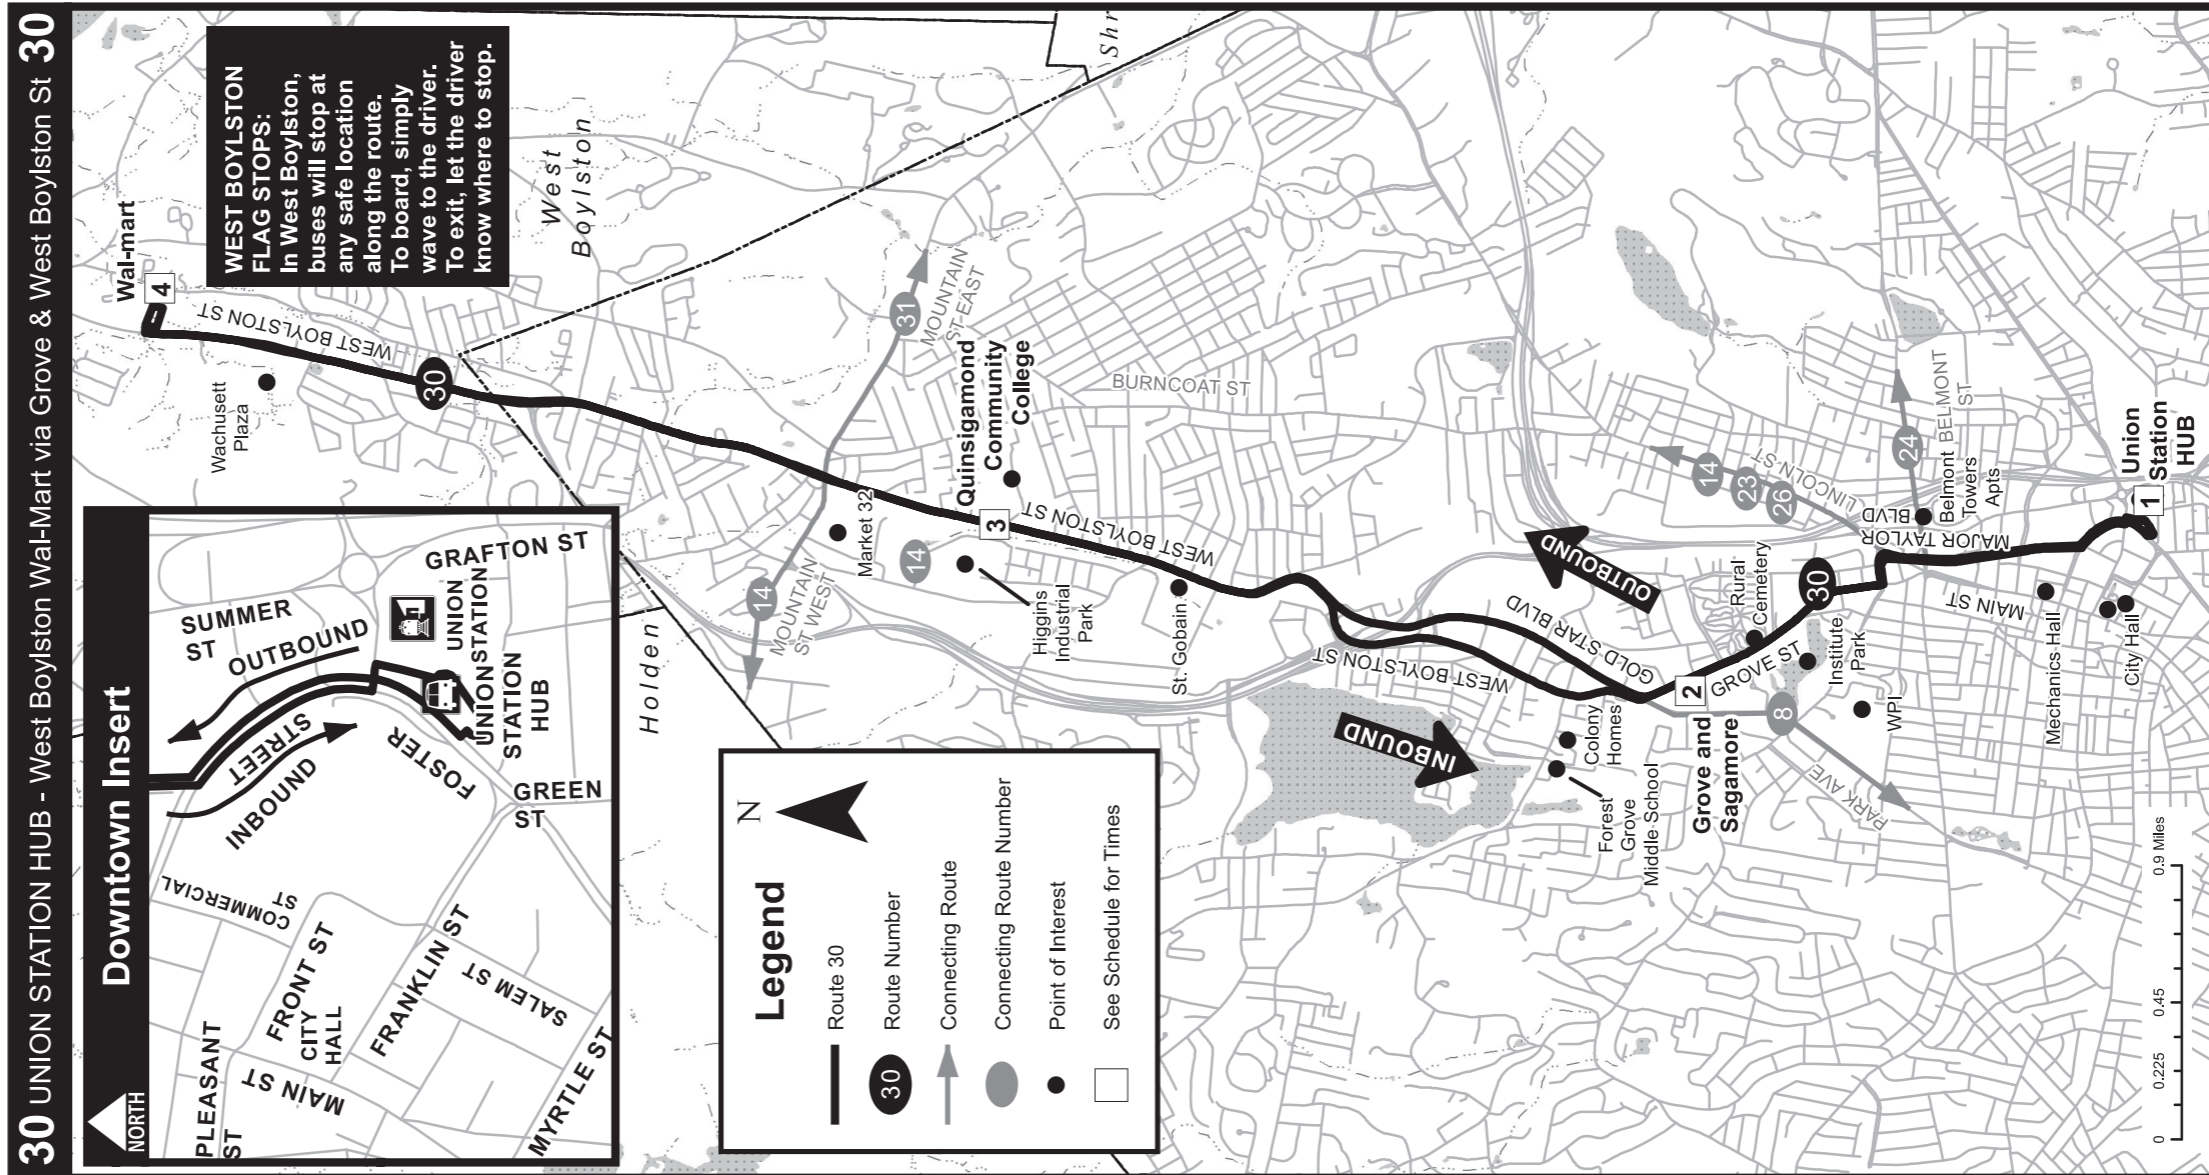 30 UNION STATION HUB - West Boylston Wal-Mart via Grove & West Boylston St 30
Downtown Insert
NORTH
SUMMER
ST
OUTBOUND
GRAFTON ST
UNION
STATION
UNION
STATION
HUB
STREET
INBOUND
FOSTER
GREEN
ST
COMMERCIAL
ST
FRONT ST
CITY
HALL
FRANKLIN ST
SALEM ST
PLEASANT
ST
MAIN ST
MYRTLE ST
WEST BOYLSTON
FLAG STOPS:
In West Boylston,
buses will stop at
any safe location
along the route.
To board, simply
wave to the driver.
To exit, let the driver
know where to stop.
Wal-mart
4
WEST BOYLSTON ST
Wachusett
Plaza
30
West
Boylston
Shr
Holden
31
MOUNTAIN
ST EAST
14
MOUNTAIN
ST WEST
Market 32
14
Quinsigamond
Community
College
3
BURNCOAT ST
Higgins
Industrial
Park
WEST BOYLSTON ST
St. Gobain
WEST BOYLSTON ST
GOLD STAR BLVD
OUTBOUND
INBOUND
Colony
Homes
Forest
Grove
Middle School
2
Grove and
Sagamore
GROVE ST
Rural
Cemetery
30
Institute
Park
8
PARK AVE
WPI
14
23
26
LINCOLN ST
24
BELMONT
ST
Belmont
Towers
Apts
MAJOR TAYLOR
BLVD
MAIN ST
Mechanics Hall
City Hall
Union
Station
HUB
1
Legend
N
Route 30
30
Route Number
Connecting Route
Connecting Route Number
Point of Interest
See Schedule for Times
0 0.225 0.45 0.9 Miles